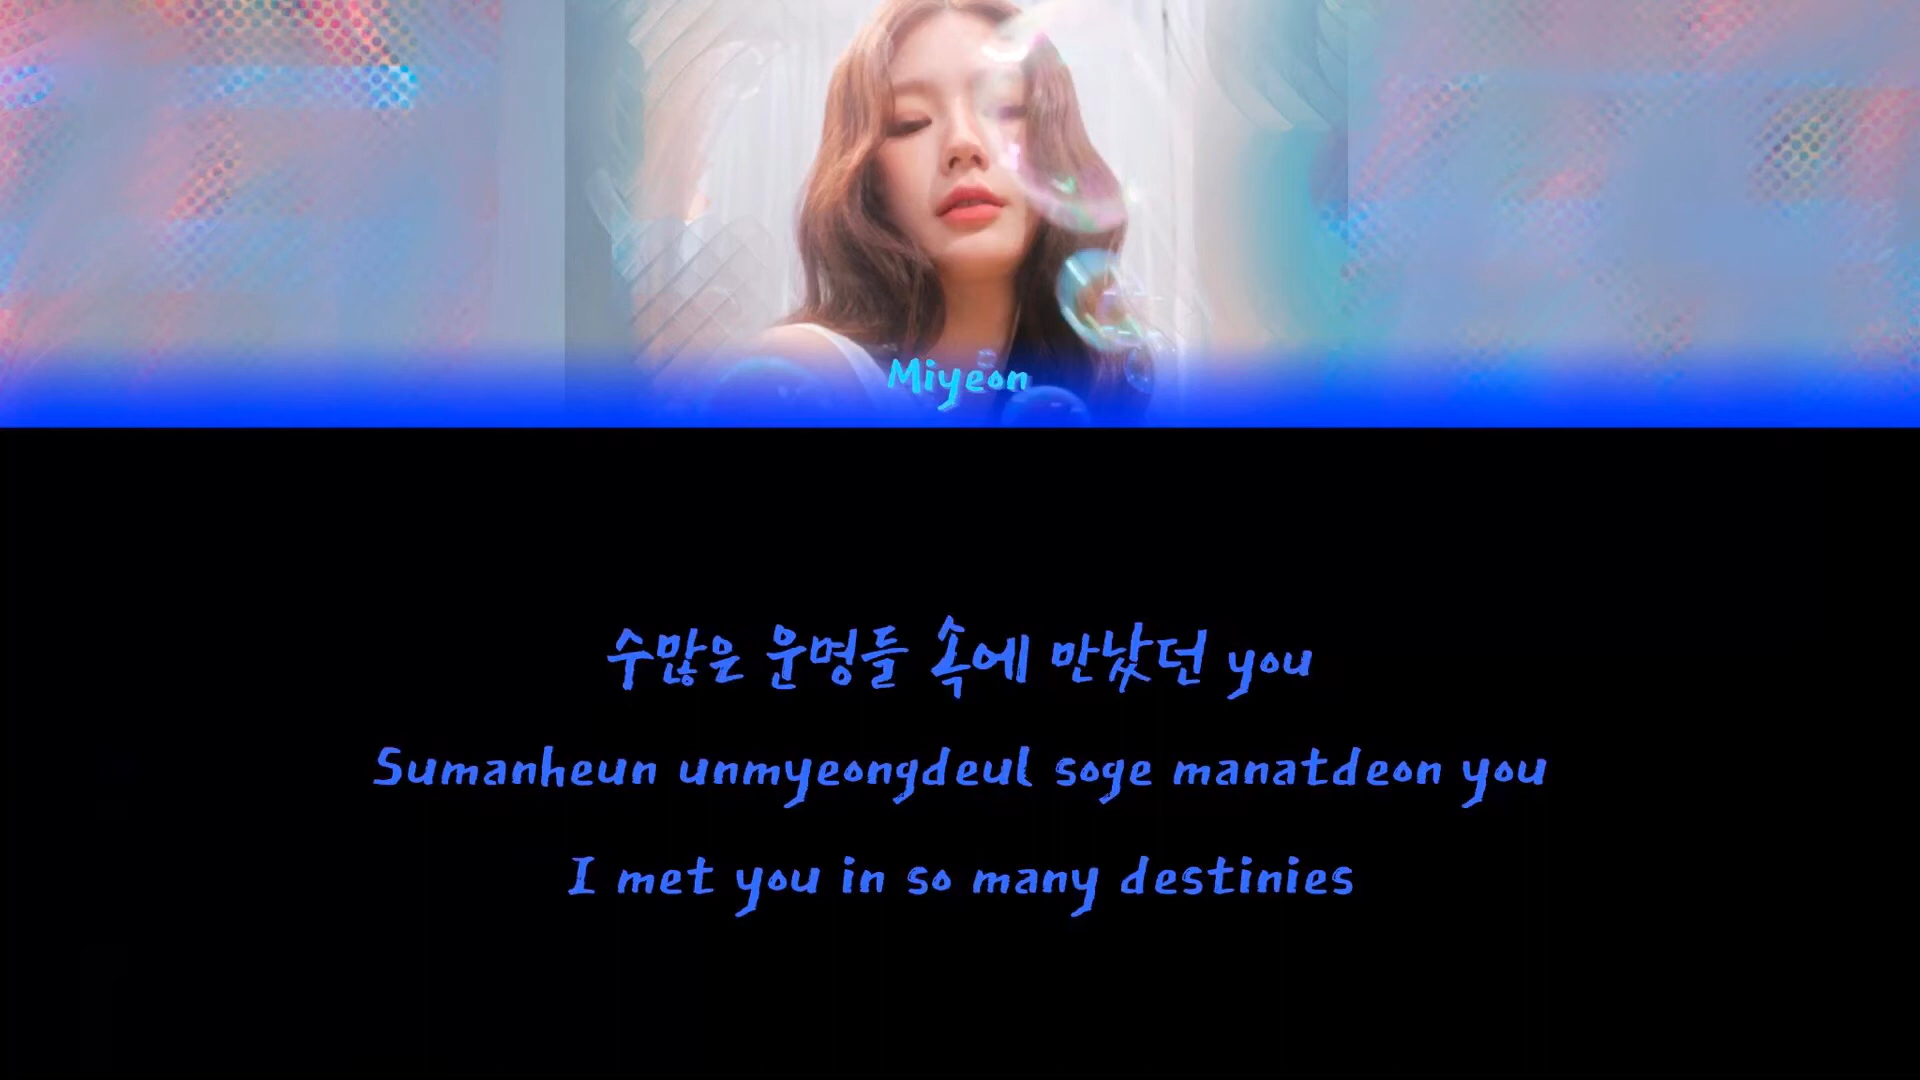 Miyeon
수많은 운명들 속에 만났던 you
Sumanheun unmyeongdeul soge manatdeon you
I met you in so many destinies